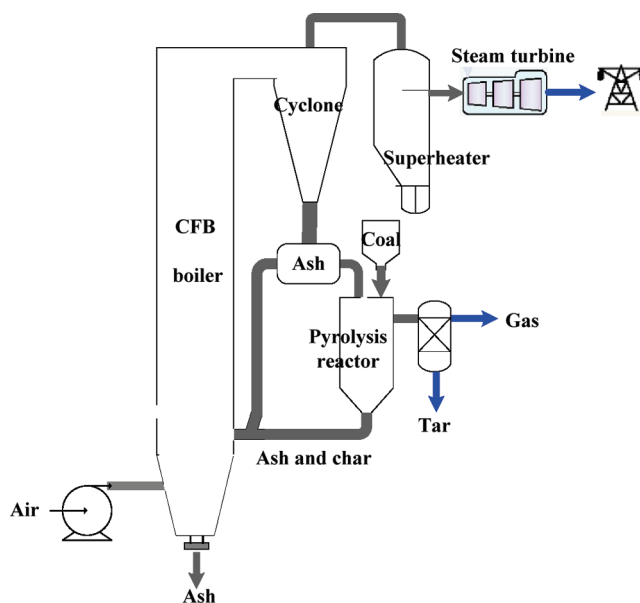 Steam turbine
Cyclone
Superheater
CFB
boiler
Coal
Ash
Pyrolysis
reactor
Gas
Tar
Ash and char
Air
Ash